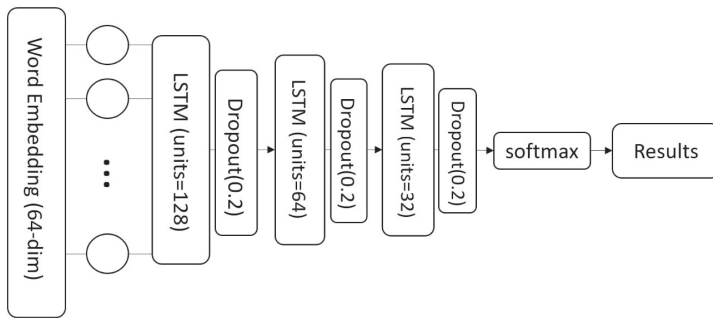 Word Embedding (64-dim)
...
LSTM (units=128)
Dropout(0.2)
LSTM (units=64)
Dropout(0.2)
LSTM (units=32)
Dropout(0.2)
softmax
Results